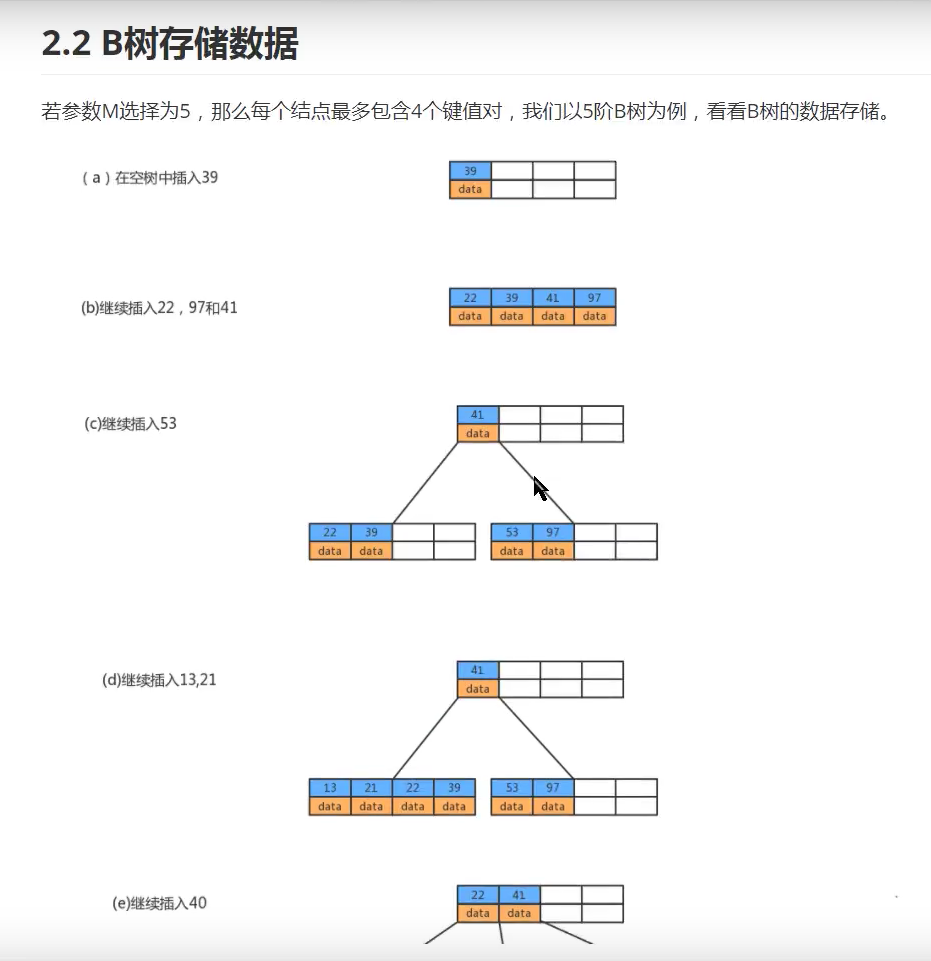 2.2 B树存储数据
若参数M选择为5，那么每个结点最多包含4个键值对，我们以5阶B树为例，看看B树的数据存储。
（a）在空树中插入39
39
data
(b)继续插入22，97和41
22 39 41 97
data data data data
(c)继续插入53
41
data
22 39 53 97
data data data data
(d)继续插入13,21
41
data
13 21 22 39 53 97
data data data data data data
(e)继续插入40
22 41
data data